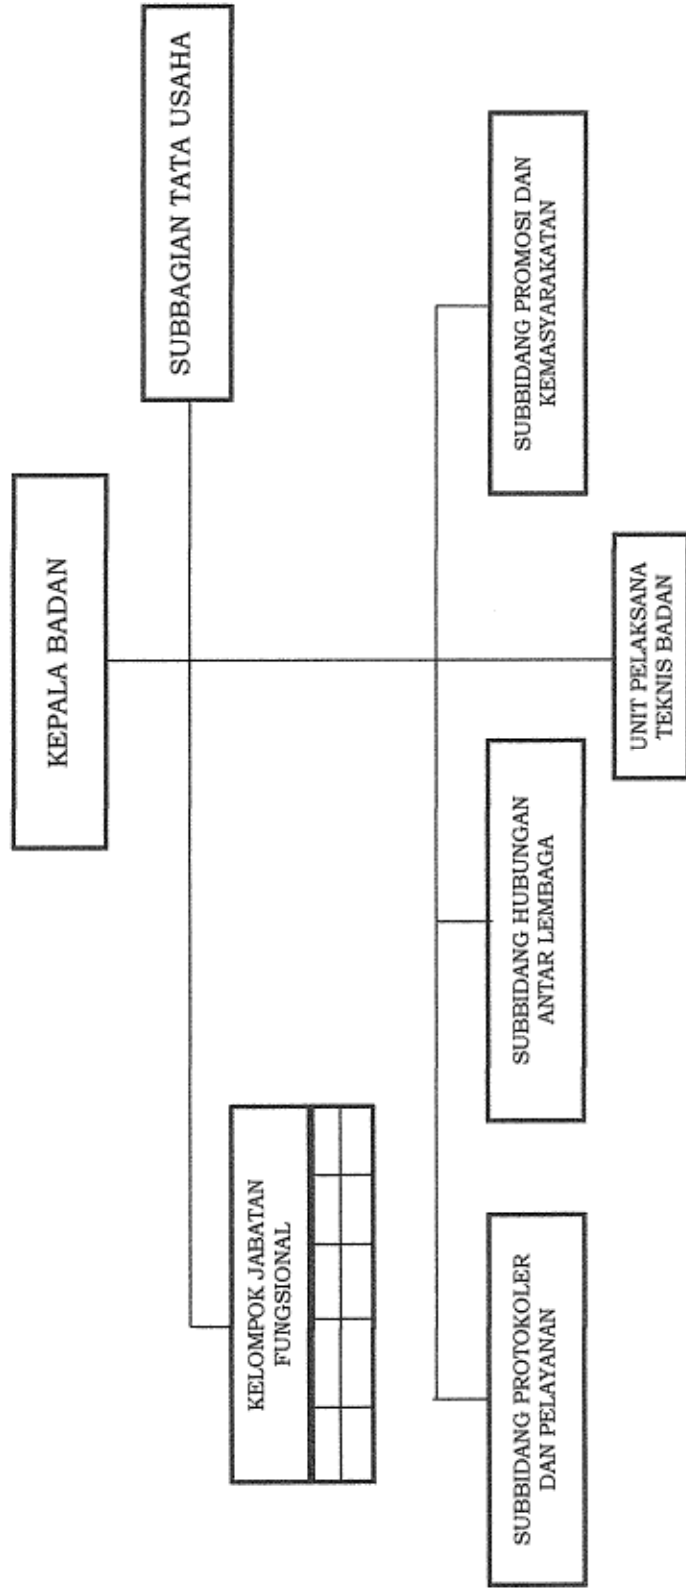 KEPALA BADAN
SUBBAGIAN TATA USAHA
KELOMPOK JABATAN
FUNGSIONAL
SUBBIDANG PROTOKOLER
DAN PELAYANAN
SUBBIDANG HUBUNGAN
ANTAR LEMBAGA
SUBBIDANG PROMOSI DAN
KEMASYARAKATAN
UNIT PELAKSANA
TEKNIS BADAN